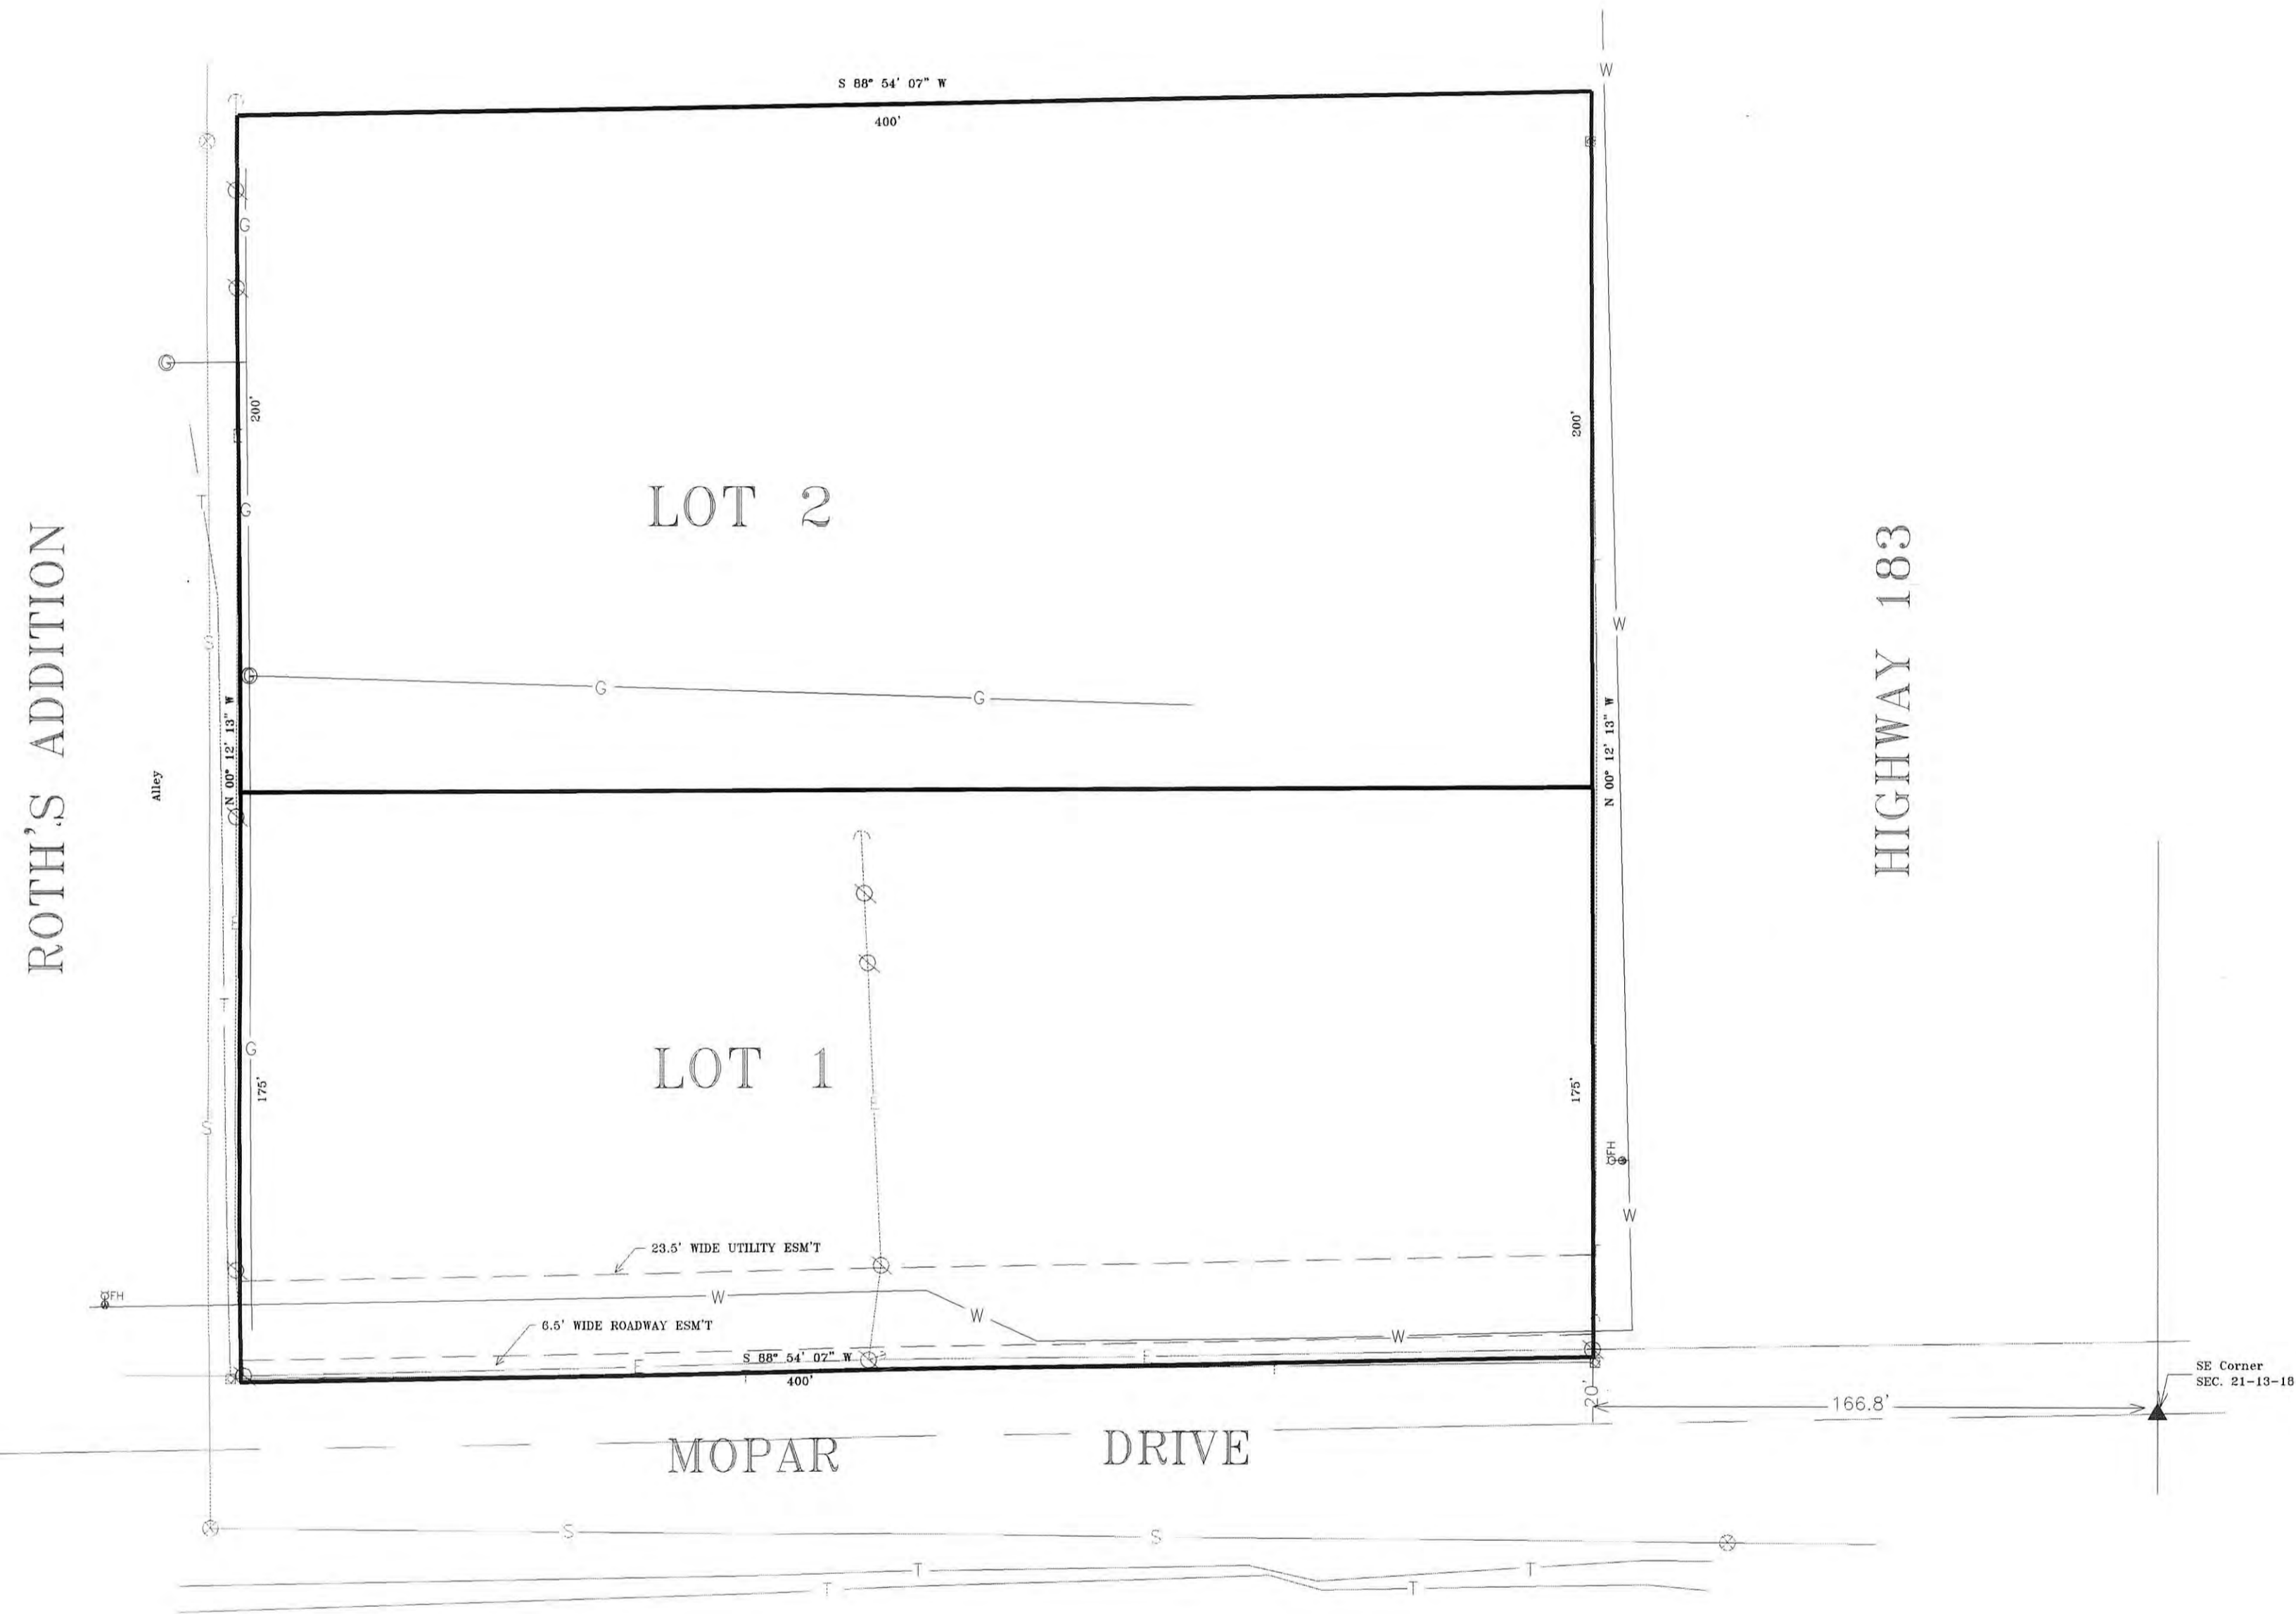 W
S 88° 54' 07" W
400'
G
G
200'
200'
T
G
LOT 2
HIGHWAY 183
ROTH'S ADDITION
S
W
G
G
G
N 00° 12' 13" W
N 00° 12' 13" W
Alley
E
T
G
LOT 1
E
175'
175'
S
FH
W
23.5' WIDE UTILITY ESM'T
FH
W
W
6.5' WIDE ROADWAY ESM'T
W
E
S 88° 54' 07" W
E
400'
SE Corner
SEC. 21-13-18
20'
166.8'
MOPAR DRIVE
S
S
T
T
T
T